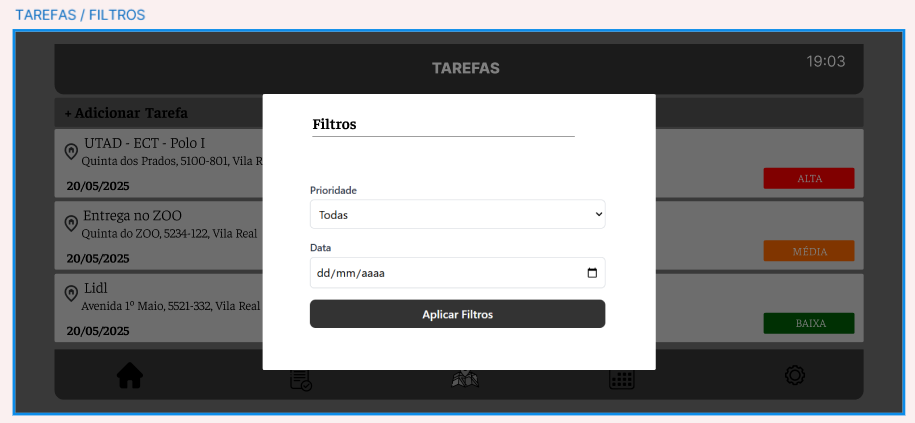 TAREFAS / FILTROS
TAREFAS
19:03
+ Adicionar Tarefa
UTAD - ECT - Polo I
Quinta dos Prados, 5100-801, Vila R
20/05/2025
ALTA
Entrega no ZOO
Quinta do ZOO, 5234-122, Vila Real
20/05/2025
MÉDIA
Lidl
Avenida 1º Maio, 5521-332, Vila Real
20/05/2025
BAIXA
Filtros
Prioridade
Todas
Data
dd/mm/aaaa
Aplicar Filtros